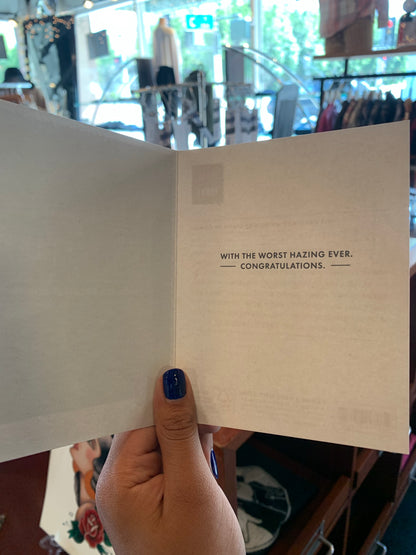 WITH THE WORST HAZING EVER.
CONGRATULATIONS.